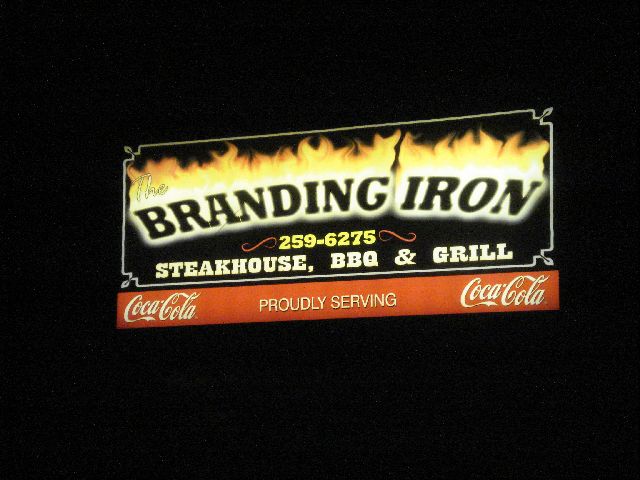 The
BRANDING IRON
259-6275
STEAKHOUSE, BBQ & GRILL
Coca-Cola PROUDLY SERVING Coca-Cola